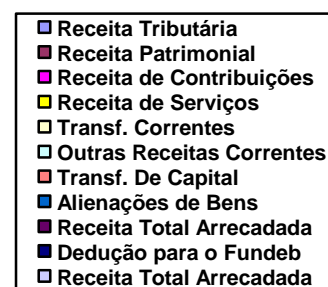 Receita Tributária
Receita Patrimonial
Receita de Contribuições
Receita de Serviços
Transf. Correntes
Outras Receitas Correntes
Transf. De Capital
Alienações de Bens
Receita Total Arrecadada
Dedução para o Fundeb
Receita Total Arrecadada